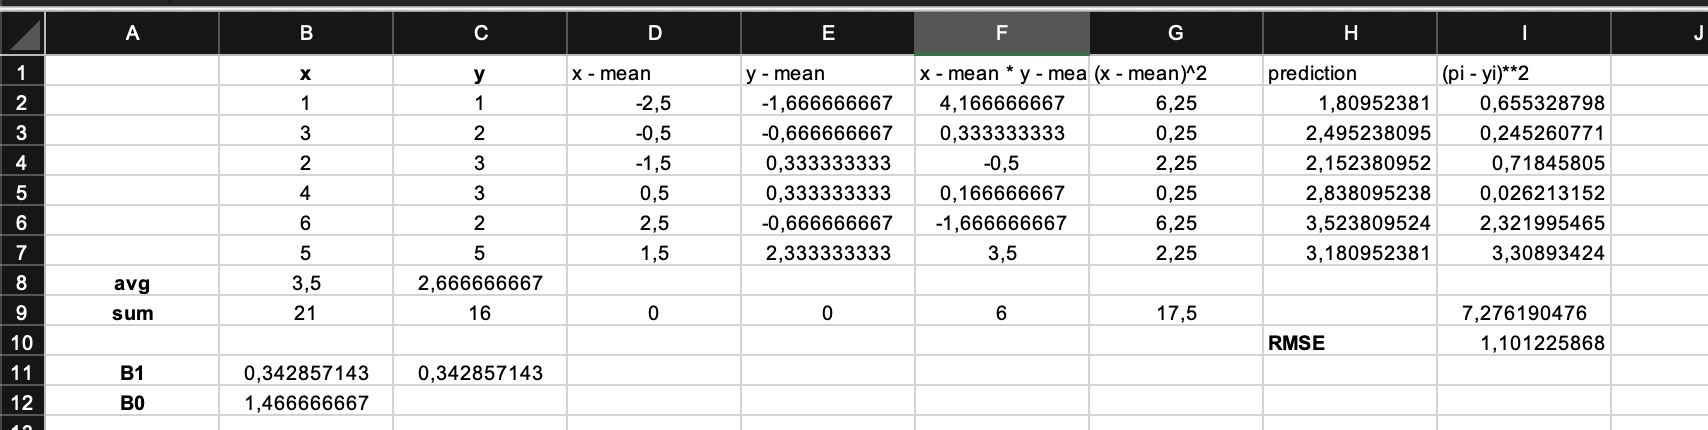 A B C D E F G H I J
1 x y x - mean y - mean x - mean * y - mea (x - mean)^2 prediction (pi - yi)**2
2 1 1 -2,5 -1,666666667 4,166666667 6,25 1,80952381 0,655328798
3 3 2 -0,5 -0,666666667 0,333333333 0,25 2,495238095 0,245260771
4 2 3 -1,5 0,333333333 -0,5 2,25 2,152380952 0,71845805
5 4 3 0,5 0,333333333 0,166666667 0,25 2,838095238 0,026213152
6 6 2 2,5 -0,666666667 -1,666666667 6,25 3,523809524 2,321995465
7 5 5 1,5 2,333333333 3,5 2,25 3,180952381 3,30893424
8 avg 3,5 2,666666667
9 sum 21 16 0 0 6 17,5 7,276190476
10 RMSE 1,101225868
11 B1 0,342857143 0,342857143
12 B0 1,466666667